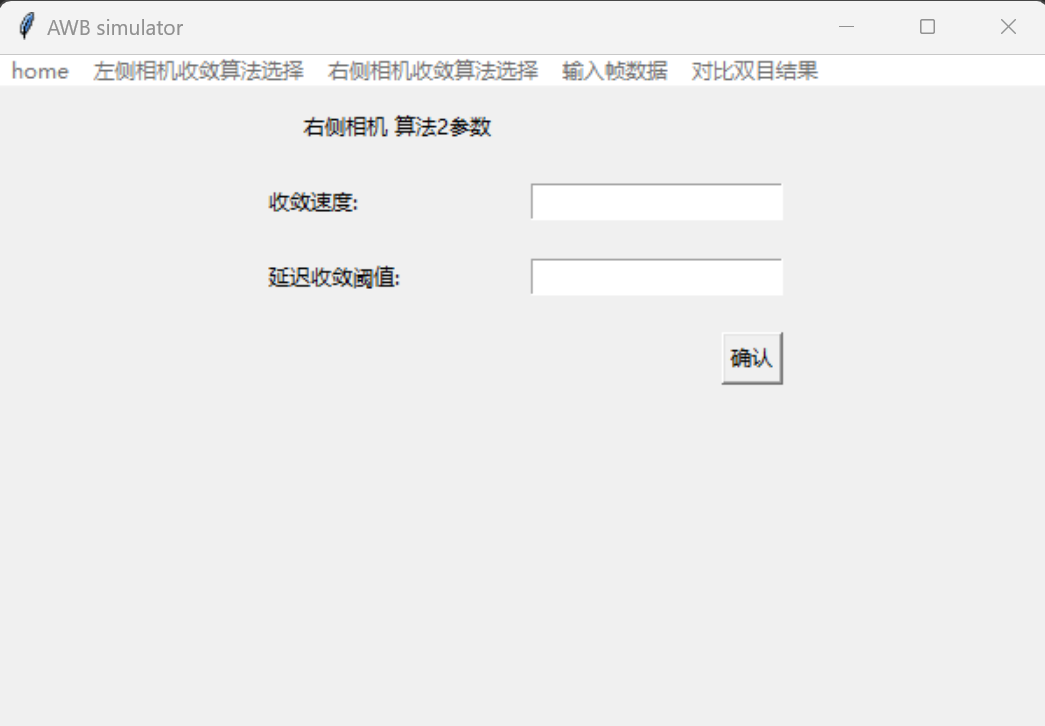 AWB simulator
home 左侧相机收敛算法选择 右侧相机收敛算法选择 输入帧数据 对比双目结果
右侧相机 算法2参数
收敛速度:
延迟收敛阈值:
确认